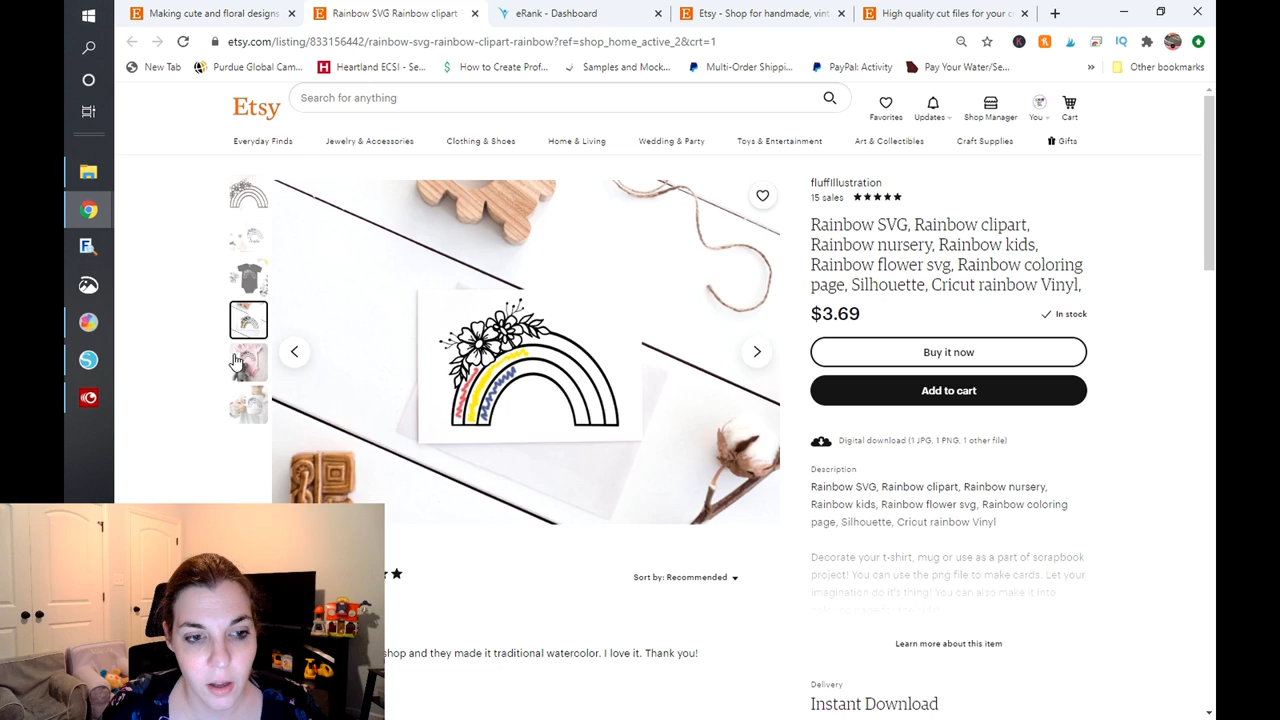 Making cute and floral designs
Rainbow SVG Rainbow clipart
eRank - Dashboard
Etsy - Shop for handmade, vint
High quality cut files for your c
etsy.com/listing/833156442/rainbow-svg-rainbow-clipart-rainbow?ref=shop_home_active_2&crt=1
New Tab
Purdue Global Cam...
Heartland ECSI - Se...
How to Create Prof...
Samples and Mock...
Multi-Order Shippi...
PayPal: Activity
Pay Your Water/Se...
Other bookmarks
Etsy
Search for anything
Favorites
Updates
Shop Manager
You
Cart
Everyday Finds
Jewelry & Accessories
Clothing & Shoes
Home & Living
Wedding & Party
Toys & Entertainment
Art & Collectibles
Craft Supplies
Gifts
fluffIllustration
15 sales
Rainbow SVG, Rainbow clipart,
Rainbow nursery, Rainbow kids,
Rainbow flower svg, Rainbow coloring
page, Silhouette, Cricut rainbow Vinyl,
$3.69
In stock
Buy it now
Add to cart
Digital download (1 JPG, 1 PNG, 1 other file)
Description
Rainbow SVG, Rainbow clipart, Rainbow nursery,
Rainbow kids, Rainbow flower svg, Rainbow coloring
page, Silhouette, Cricut rainbow Vinyl
Decorate your t-shirt, mug or use as a part of scrapbook
project! You can use the png file to make cards. Let your
imagination do it's thing! You can also make it into
Learn more about this item
Delivery
Instant Download
Sort by: Recommended
shop and they made it traditional watercolor. I love it. Thank you!